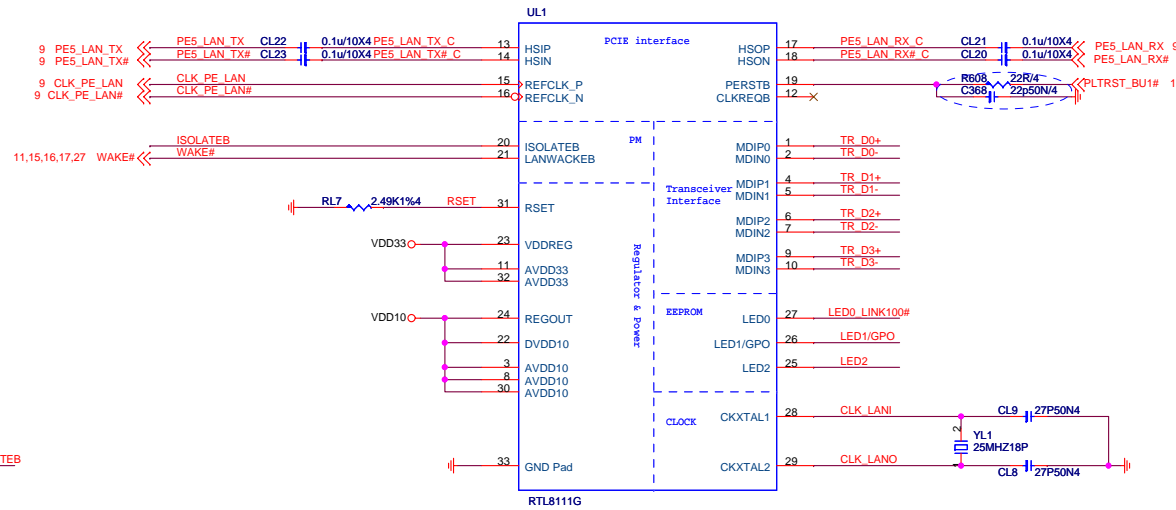 UL1
9 PE5_LAN_TX PE5_LAN_TX CL22 0.1u/10X4 PE5_LAN_TX_C 13 HSIP PCIE interface HSOP 17 PE5_LAN_RX_C CL21 0.1u/10X4 PE5_LAN_RX 9
9 PE5_LAN_TX# PE5_LAN_TX# CL23 0.1u/10X4 PE5_LAN_TX#_C 14 HSIN HSON 18 PE5_LAN_RX#_C CL20 0.1u/10X4 PE5_LAN_RX#
9 CLK_PE_LAN CLK_PE_LAN 15 REFCLK_P PERSTB 19 R608 22R/4 PLTRST_BU1# 1
9 CLK_PE_LAN# CLK_PE_LAN# 16 REFCLK_N CLKREQB 12 C368 22p50N/4
ISOLATEB 20 ISOLATEB PM MDIP0 1 TR_D0+
11,15,16,17,27 WAKE# WAKE# 21 LANWACKEB MDIN0 2 TR_D0-
Transceiver MDIP1 4 TR_D1+
Interface MDIN1 5 TR_D1-
RL7 2.49K1%4 RSET 31 RSET
MDIP2 6 TR_D2+
MDIN2 7 TR_D2-
VDD33 23 VDDREG
Regulator & Power
MDIP3 9 TR_D3+
11 AVDD33 MDIN3 10 TR_D3-
32 AVDD33
VDD10 24 REGOUT EEPROM LED0 27 LED0_LINK100#
22 DVDD10 LED1/GPO 26 LED1/GPO
3 AVDD10 LED2 25 LED2
8 AVDD10
30 AVDD10
CLOCK CKXTAL1 28 CLK_LANI CL9 27P50N4
2 YL1
25MHZ18P
TEB 33 GND Pad CKXTAL2 29 CLK_LANO CL8 27P50N4
RTL8111G